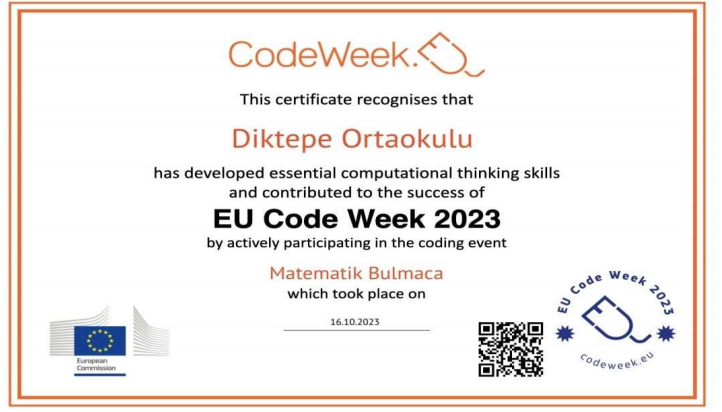 CodeWeek.EU
This certificate recognises that
Diktepe Ortaokulu
has developed essential computational thinking skills
and contributed to the success of
EU Code Week 2023
by actively participating in the coding event
Matematik Bulmaca
which took place on
16.10.2023
European
Commission
EU Code Week 2023
codeweek.eu